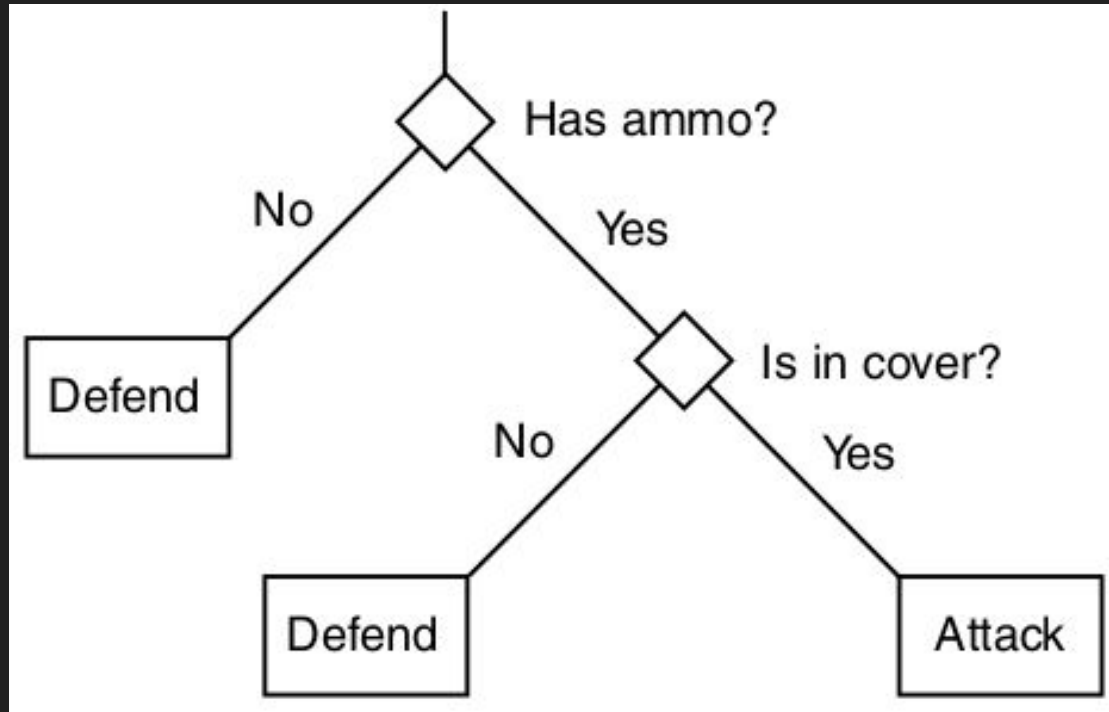 Has ammo?
No
Yes
Defend
Is in cover?
No
Yes
Defend
Attack